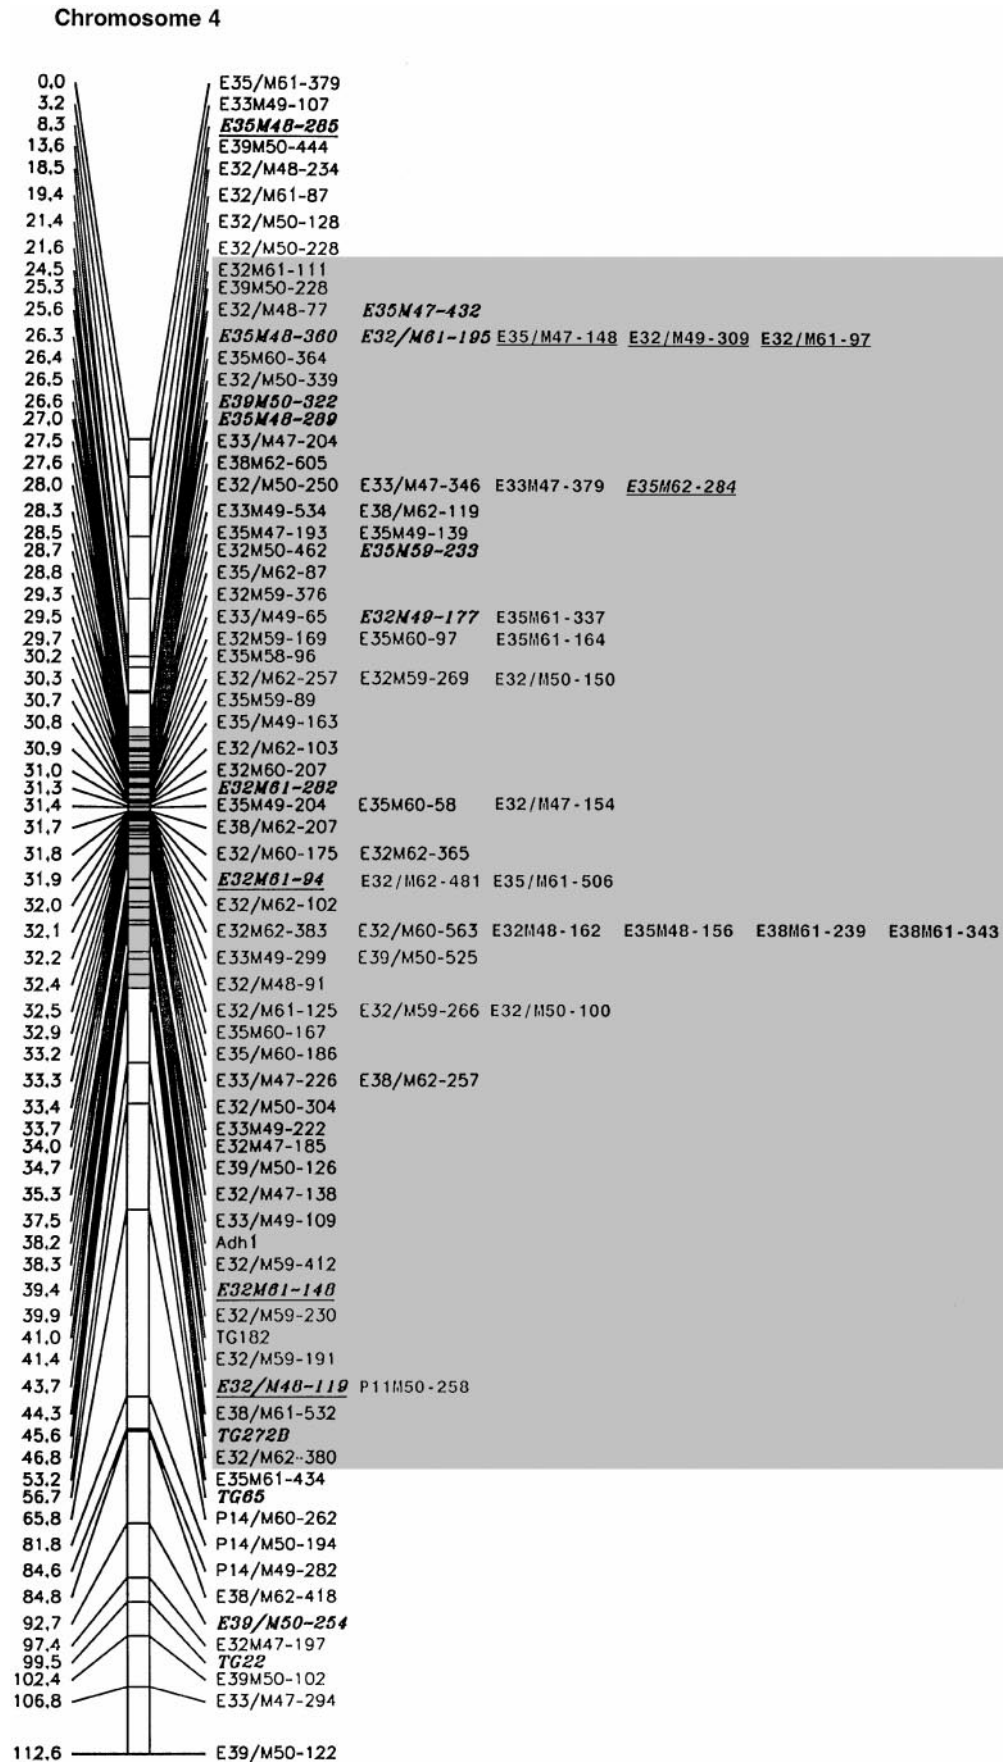 Chromosome 4
0.0 E35/M61-379
3.2 E33M49-107
8.3 E35M48-285
13.6 E39M50-444
18.5 E32/M48-234
19.4 E32/M61-87
21.4 E32/M50-128
21.6 E32/M50-228
24.5 E32M61-111
25.3 E39M50-228
25.6 E32/M48-77 E35M47-432
26.3 E35M48-360 E32/M61-195 E35/M47-148 E32/M49-309 E32/M61-97
26.4 E35M60-364
26.5 E32/M50-339
26.6 E39M50-322
27.0 E35M48-289
27.5 E33/M47-204
27.6 E38M62-605
28.0 E32/M50-250 E33/M47-346 E33M47-379 E35M62-284
28.3 E33M49-534 E38/M62-119
28.5 E35M47-193 E35M49-139
28.7 E32M50-462 E35M59-233
28.8 E35/M62-87
29.3 E32M59-376
29.5 E33/M49-65 E32M49-177 E35M61-337
29.7 E32M59-169 E35M60-97 E35M61-164
30.2 E35M58-96
30.3 E32/M62-257 E32M59-269 E32/M50-150
30.7 E35M59-89
30.8 E35/M49-163
30.9 E32/M62-103
31.0 E32M60-207
31.3 E32M61-282
31.4 E35M49-204 E35M60-58 E32/M47-154
31.7 E38/M62-207
31.8 E32/M60-175 E32M62-365
31.9 E32M61-94 E32/M62-481 E35/M61-506
32.0 E32/M62-102
32.1 E32M62-383 E32/M60-563 E32M48-162 E35M48-156 E38M61-239 E38M61-343
32.2 E33M49-299 E39/M50-525
32.4 E32/M48-91
32.5 E32/M61-125 E32/M59-266 E32/M50-100
32.9 E35M60-167
33.2 E35/M60-186
33.3 E33/M47-226 E38/M62-257
33.4 E32/M50-304
33.7 E33M49-222
34.0 E32M47-185
34.7 E39/M50-126
35.3 E32/M47-138
37.5 E33/M49-109
38.2 Adh1
38.3 E32/M59-412
39.4 E32M61-148
39.9 E32/M59-230
41.0 TG182
41.4 E32/M59-191
43.7 E32/M48-119 P11M50-258
44.3 E38/M61-532
45.6 TG272B
46.8 E32/M62-380
53.2 E35M61-434
56.7 TG65
65.8 P14/M60-262
81.8 P14/M50-194
84.6 P14/M49-282
84.8 E38/M62-418
92.7 E39/M50-254
97.4 E32M47-197
99.5 TG22
102.4 E39M50-102
106.8 E33/M47-294
112.6 E39/M50-122